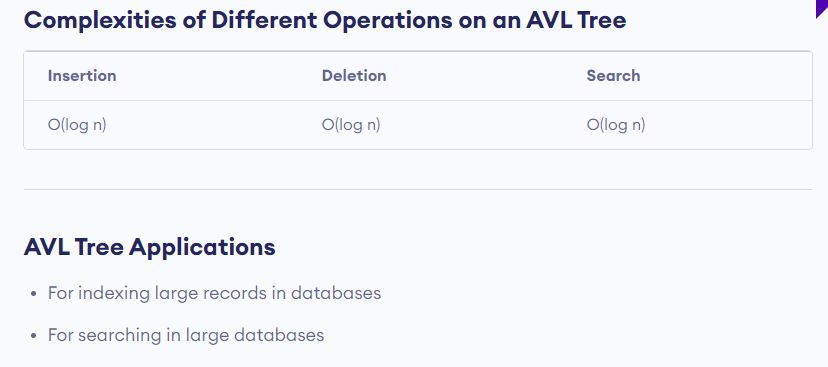 Complexities of Different Operations on an AVL Tree
Insertion Deletion Search
O(log n) O(log n) O(log n)
AVL Tree Applications
• For indexing large records in databases
• For searching in large databases